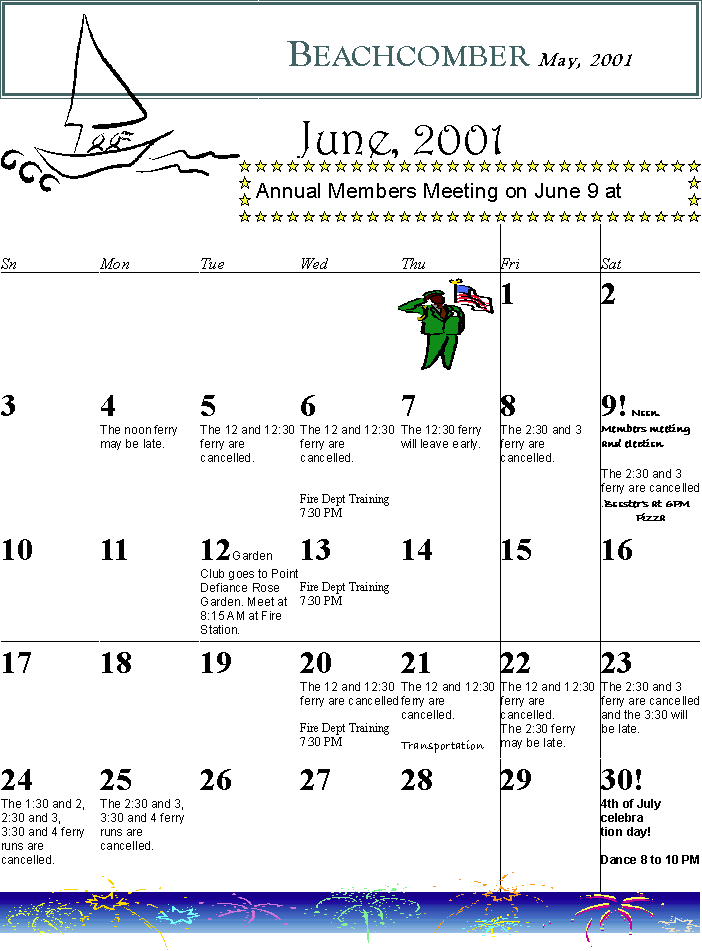 BEACHCOMBER May, 2001
June, 2001
Annual Members Meeting on June 9 at
Sn Mon Tue Wed Thu Fri Sat
1
2
3
4
The noon ferry
may be late.
5
The 12 and 12:30
ferry are
cancelled.
6
The 12 and 12:30
ferry are
cancelled.
Fire Dept Training
7:30 PM
7
The 12:30 ferry
will leave early.
8
The 2:30 and 3
ferry are
cancelled.
9! Noon
Members meeting
and election
The 2:30 and 3
ferry are cancelled
.Booster's at 6PM
Pizza
10
11
12 Garden
Club goes to Point
Defiance Rose
Garden. Meet at
8:15 AM at Fire
Station.
13
Fire Dept Training
7:30 PM
14
15
16
17
18
19
20
The 12 and 12:30
ferry are cancelled
Fire Dept Training
7:30 PM
21
The 12 and 12:30
ferry are
cancelled.
Transportation
22
The 12 and 12:30
ferry are
cancelled.
The 2:30 ferry
may be late.
23
The 2:30 and 3
ferry are cancelled
and the 3:30 will
be late.
24
The 1:30 and 2,
2:30 and 3,
3:30 and 4 ferry
runs are
cancelled.
25
The 2:30 and 3,
3:30 and 4 ferry
runs are
cancelled.
26
27
28
29
30!
4th of July
celebra
tion day!
Dance 8 to 10 PM